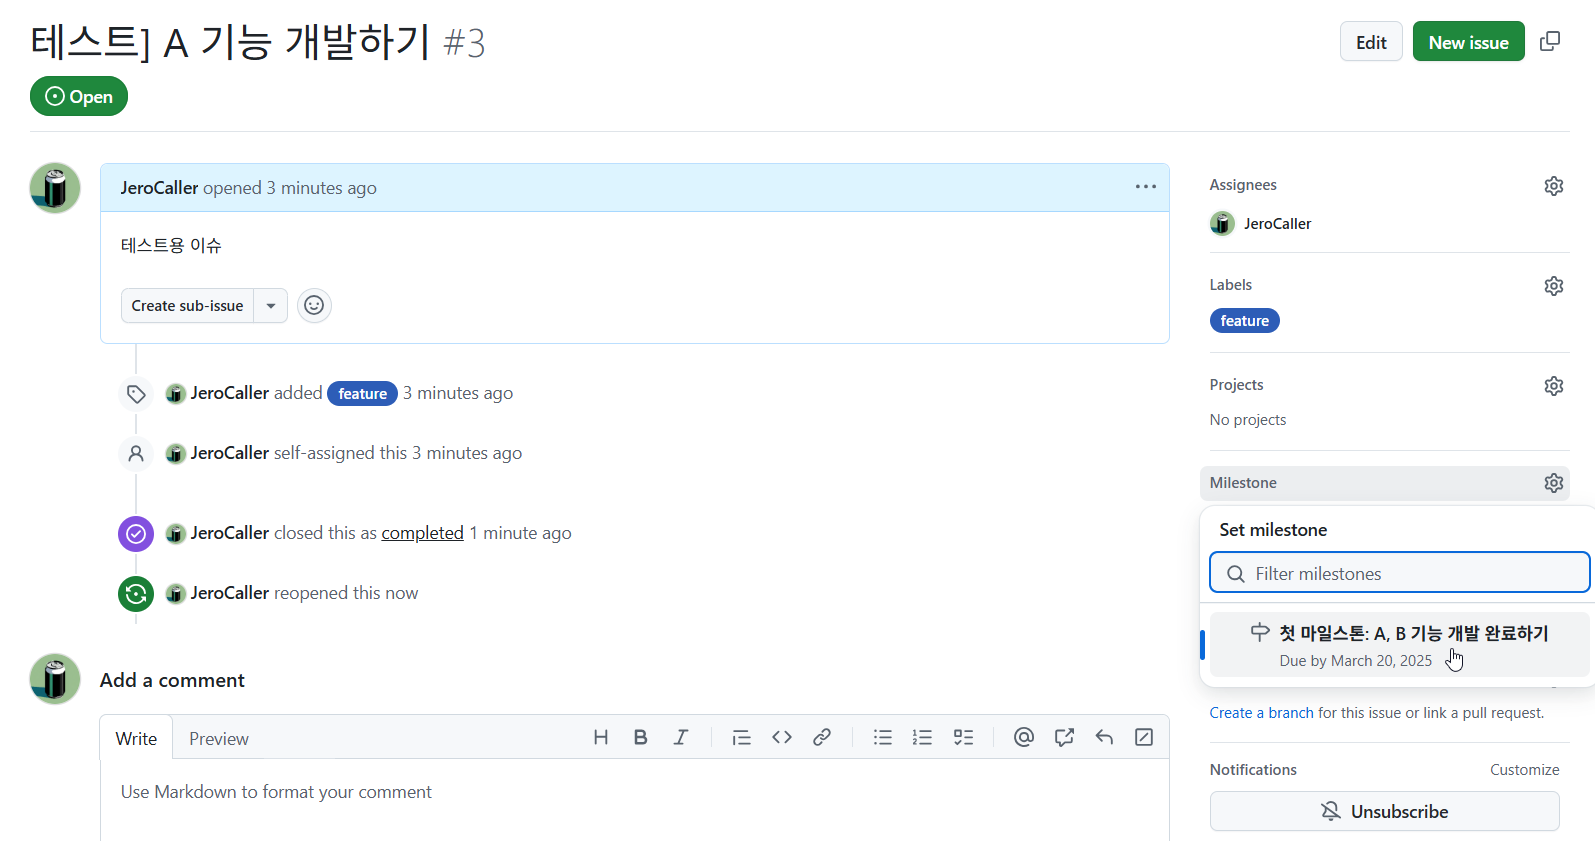 테스트] A 기능 개발하기 #3
Edit
New issue
Open
JeroCaller opened 3 minutes ago
테스트용 이슈
Create sub-issue
JeroCaller added feature 3 minutes ago
JeroCaller self-assigned this 3 minutes ago
JeroCaller closed this as completed 1 minute ago
JeroCaller reopened this now
Add a comment
Write
Preview
Use Markdown to format your comment
Assignees
JeroCaller
Labels
feature
Projects
No projects
Milestone
Set milestone
Filter milestones
첫 마일스톤: A, B 기능 개발 완료하기
Due by March 20, 2025
Create a branch for this issue or link a pull request.
Notifications
Customize
Unsubscribe